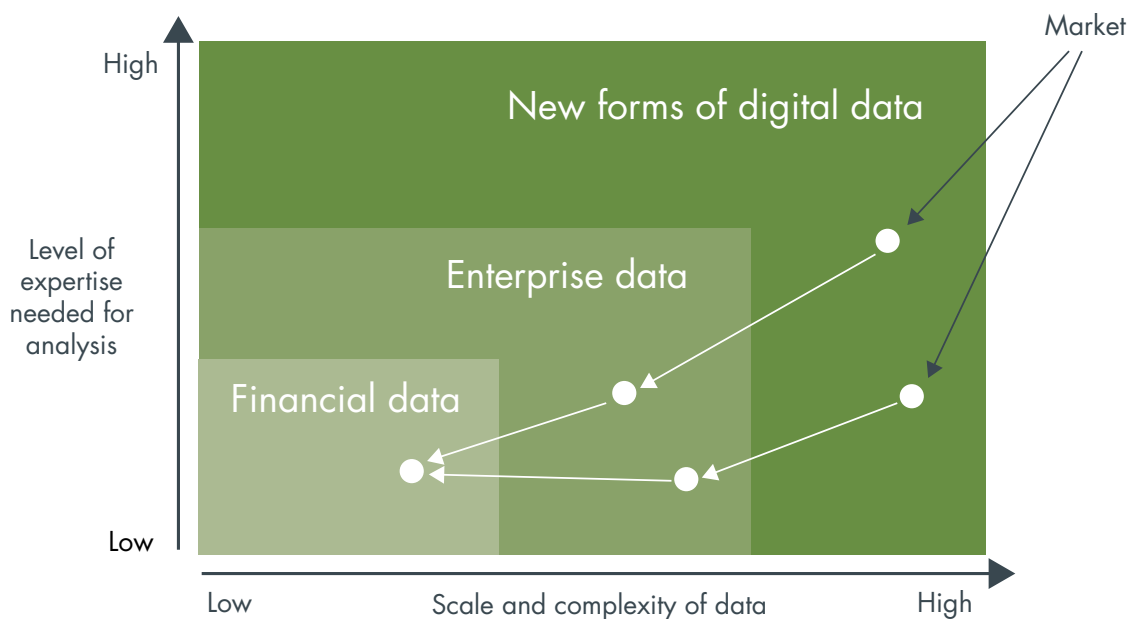 Market
High
New forms of digital data
Level of
expertise
needed for
analysis
Enterprise data
Financial data
Low
Low
Scale and complexity of data
High